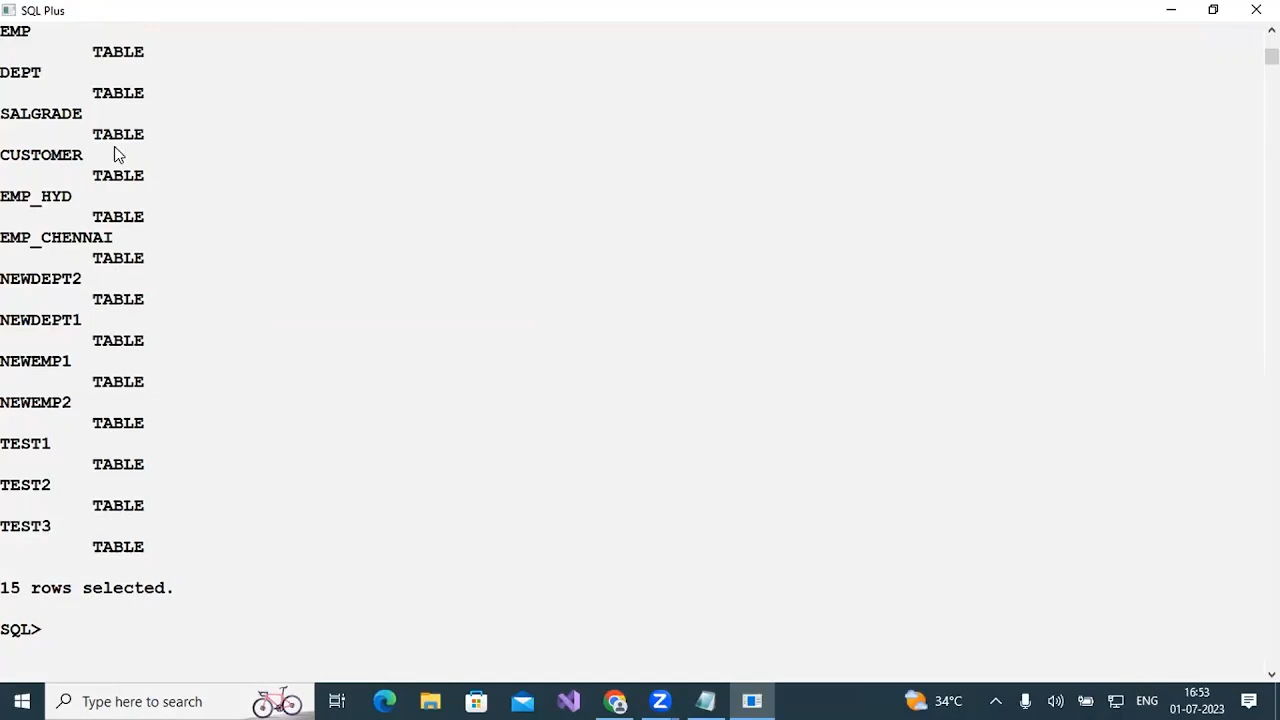 SQL Plus
EMP
TABLE
DEPT
TABLE
SALGRADE
TABLE
CUSTOMER
TABLE
EMP_HYD
TABLE
EMP_CHENNAI
TABLE
NEWDEPT2
TABLE
NEWDEPT1
TABLE
NEWEMP1
TABLE
NEWEMP2
TABLE
TEST1
TABLE
TEST2
TABLE
TEST3
TABLE
15 rows selected.
SQL>
Type here to search
34°C
ENG
16:53
01-07-2023